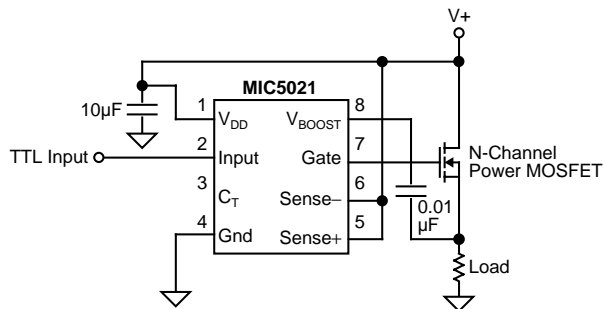 V+
MIC5021
10µF
1
8
V_DD
V_BOOST
2
7
TTL Input
Input
Gate
N-Channel
Power MOSFET
3
6
C_T
Sense−
0.01
µF
4
5
Gnd
Sense+
Load